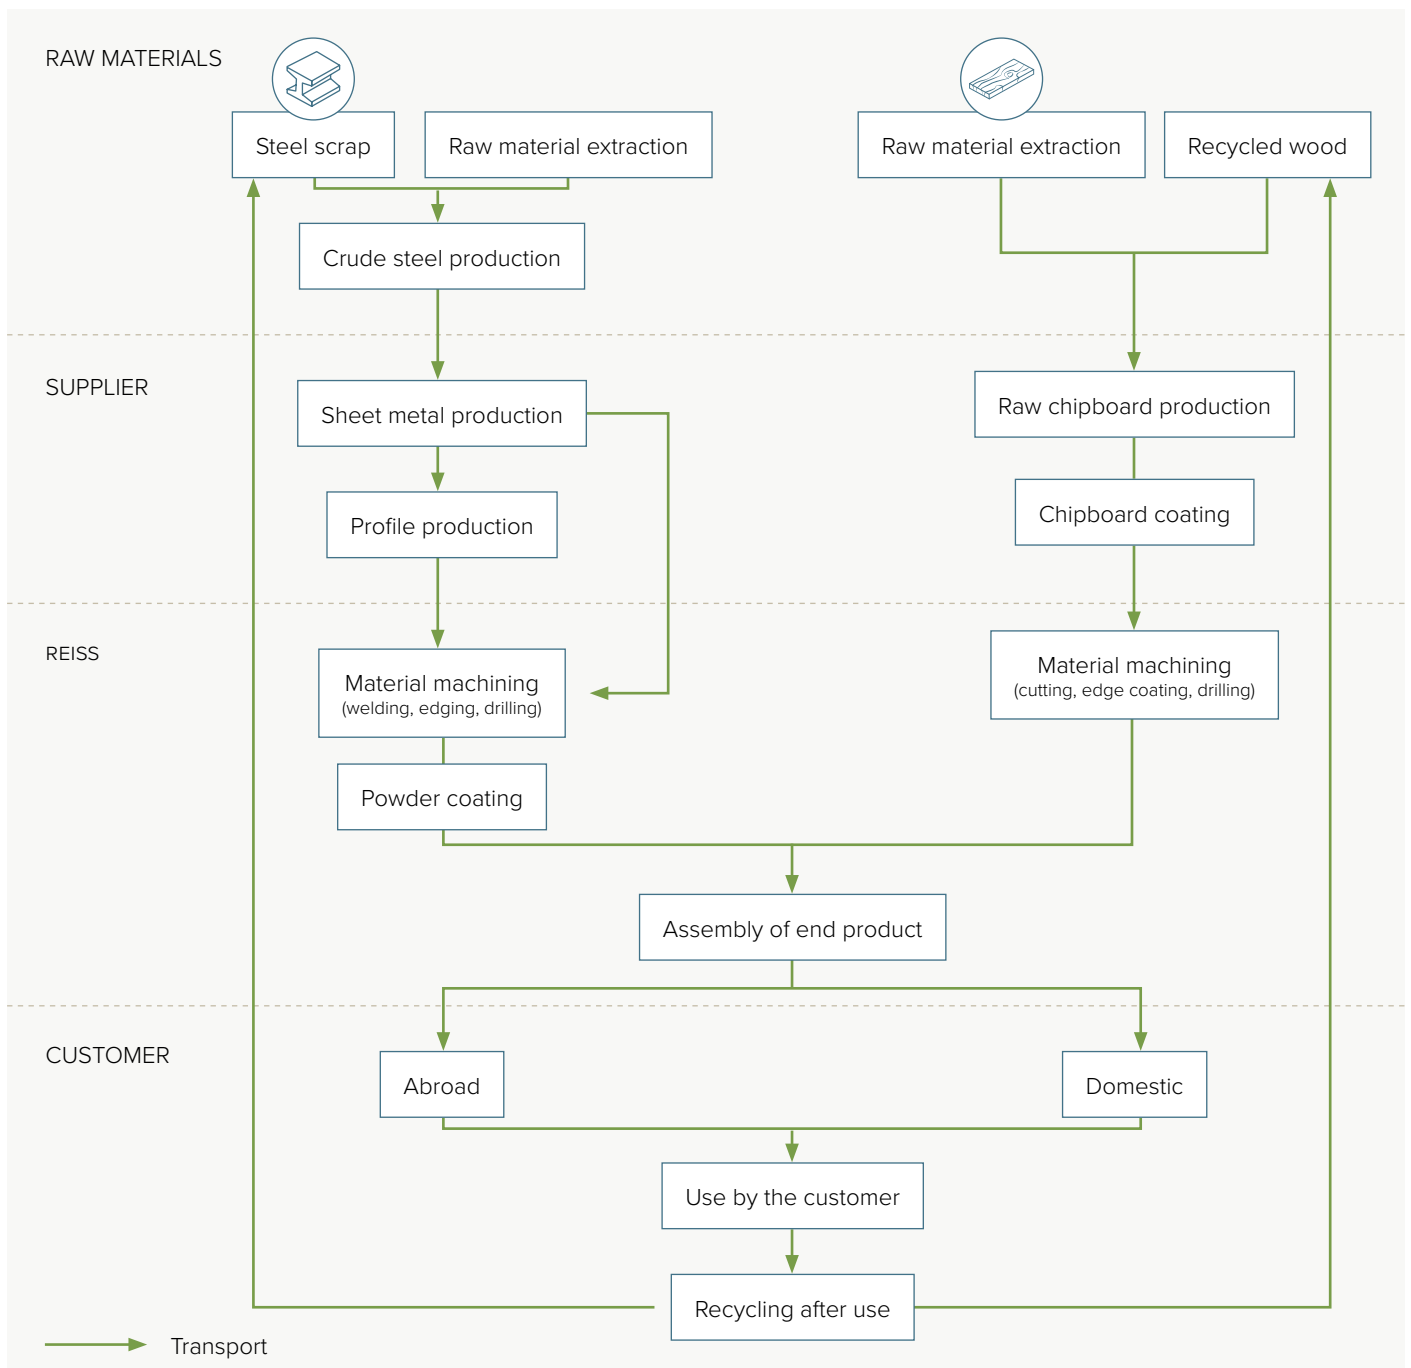 RAW MATERIALS
Steel scrap
Raw material extraction
Raw material extraction
Recycled wood
Crude steel production
SUPPLIER
Sheet metal production
Raw chipboard production
Profile production
Chipboard coating
REISS
Material machining
(welding, edging, drilling)
Material machining
(cutting, edge coating, drilling)
Powder coating
Assembly of end product
CUSTOMER
Abroad
Domestic
Use by the customer
Recycling after use
Transport